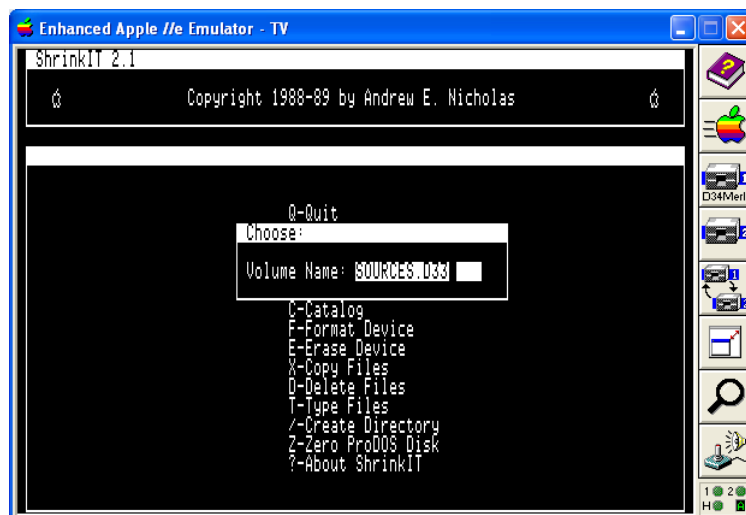 Enhanced Apple //e Emulator - TV
ShrinkIT 2.1
Copyright 1988-89 by Andrew E. Nicholas
Q-Quit
Choose:
Volume Name: SOURCES.D33
C-Catalog
F-Format Device
E-Erase Device
X-Copy Files
D-Delete Files
T-Type Files
/-Create Directory
Z-Zero ProDOS Disk
?-About ShrinkIT
?
1
D34Merl
2
1
2
1 2
H A